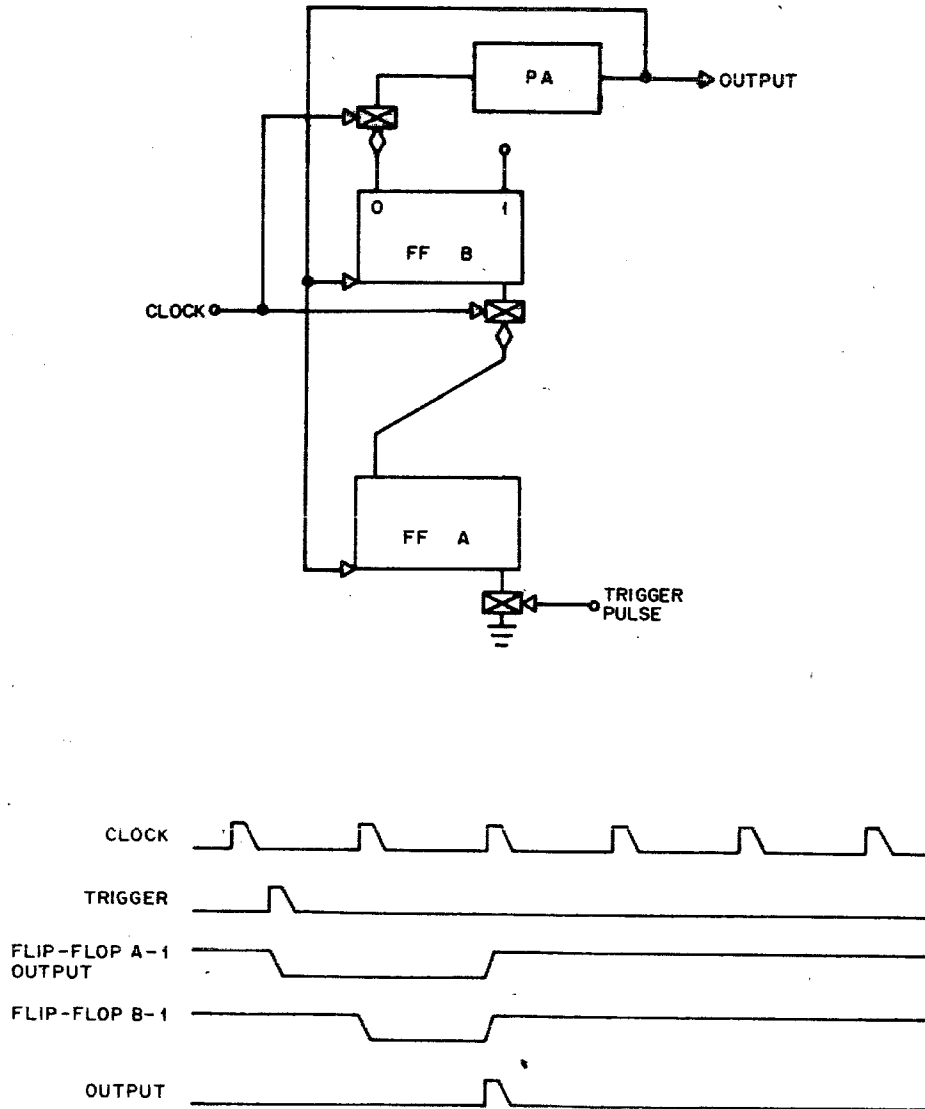 PA
OUTPUT
0 1
FF B
CLOCK
FF A
TRIGGER
PULSE
CLOCK
TRIGGER
FLIP-FLOP A-1
OUTPUT
FLIP-FLOP B-1
OUTPUT